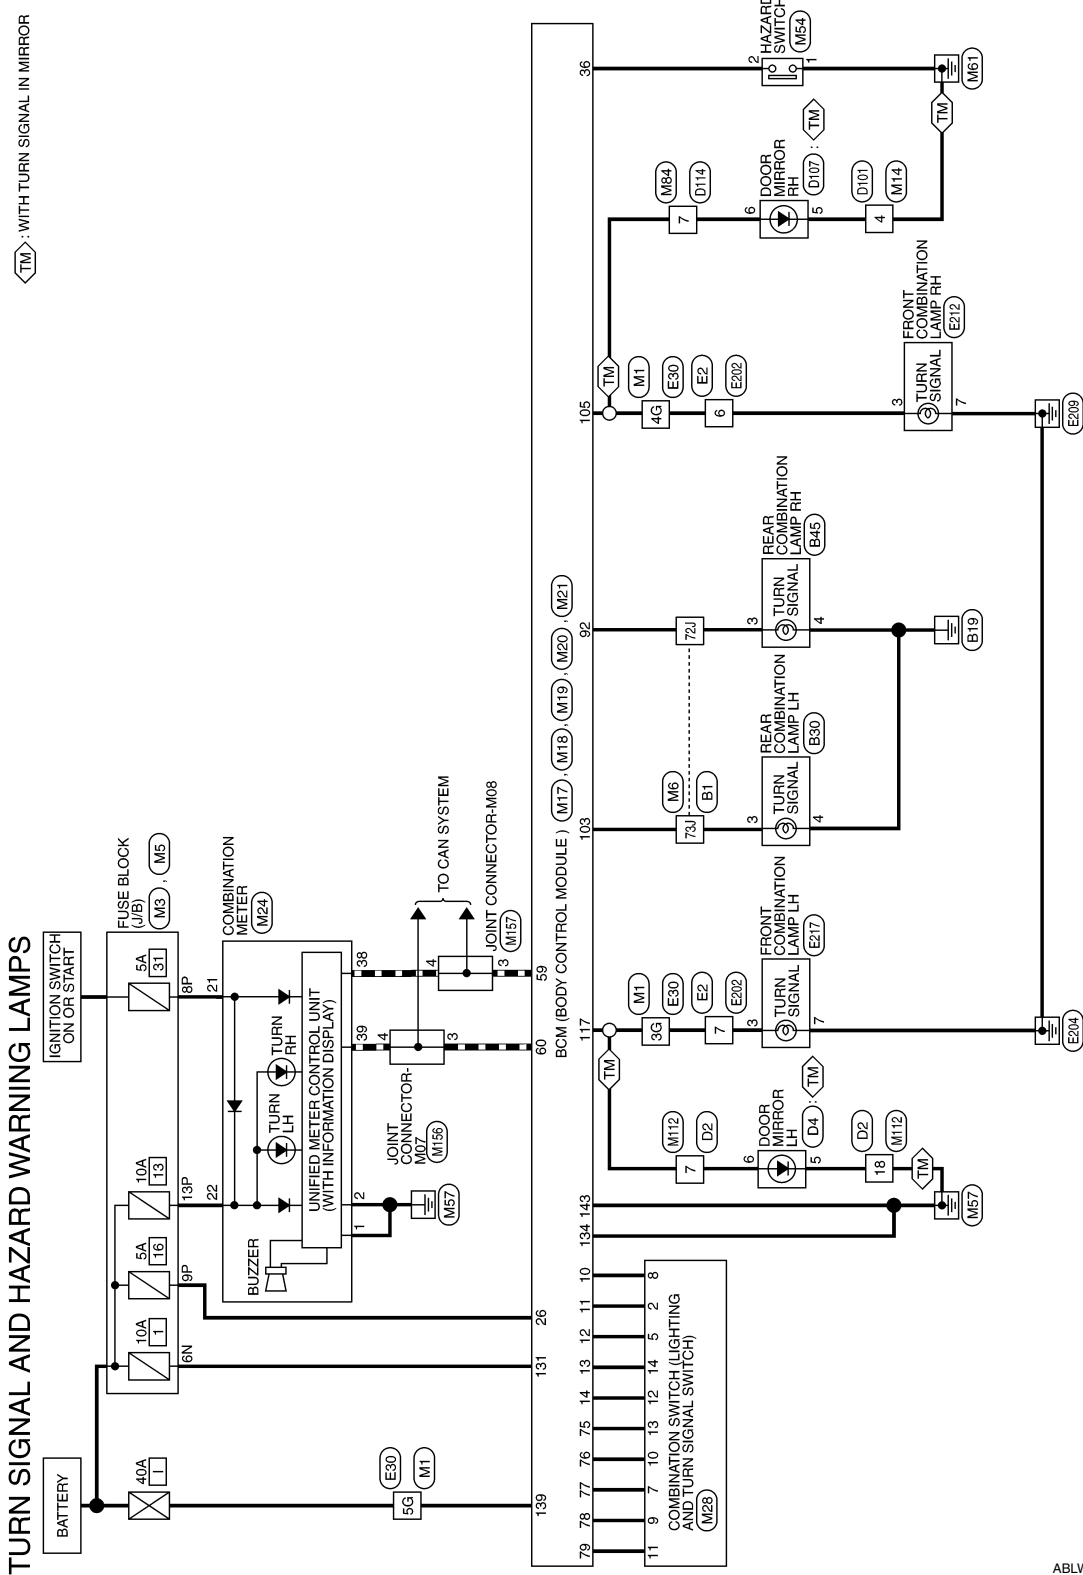 TURN SIGNAL AND HAZARD WARNING LAMPS
TM : WITH TURN SIGNAL IN MIRROR
BATTERY
IGNITION SWITCH
ON OR START
40A
I
10A
1
5A
16
10A
13
5A
31
FUSE BLOCK
(J/B)
M3 , M5
6N
9P
13P
8P
22
21
COMBINATION
METER
M24
BUZZER
TURN
LH
TURN
RH
UNIFIED METER CONTROL UNIT
(WITH INFORMATION DISPLAY)
1
2
39
38
M57
E30
5G
M1
JOINT
CONNECTOR-
M07
M156
4
3
4
3
TO CAN SYSTEM
JOINT CONNECTOR-M08
M157
139
131
26
60
59
BCM (BODY CONTROL MODULE) M17 , M18 , M19 , M20 , M21
79
78
77
76
75
14
13
12
11
10
134
143
117
103
92
105
36
11
9
7
10
13
12
14
5
2
8
COMBINATION SWITCH (LIGHTING
AND TURN SIGNAL SWITCH)
M28
TM
M112
7
D2
6
DOOR
MIRROR
LH
D4 : TM
5
D2
18
M112
TM
M57
M1
3G
E30
E2
7
E202
3
TURN
SIGNAL
FRONT
COMBINATION
LAMP LH
E217
7
E204
M6
73J
B1
3
TURN
SIGNAL
REAR
COMBINATION
LAMP LH
B30
4
72J
3
TURN
SIGNAL
REAR
COMBINATION
LAMP RH
B45
4
B19
TM
M1
4G
E30
E2
6
E202
3
TURN
SIGNAL
FRONT
COMBINATION
LAMP RH
E212
7
E209
M84
7
D114
6
DOOR
MIRROR
RH
D107 : TM
5
D101
4
M14
TM
2
HAZARD
SWITCH
M54
1
M61